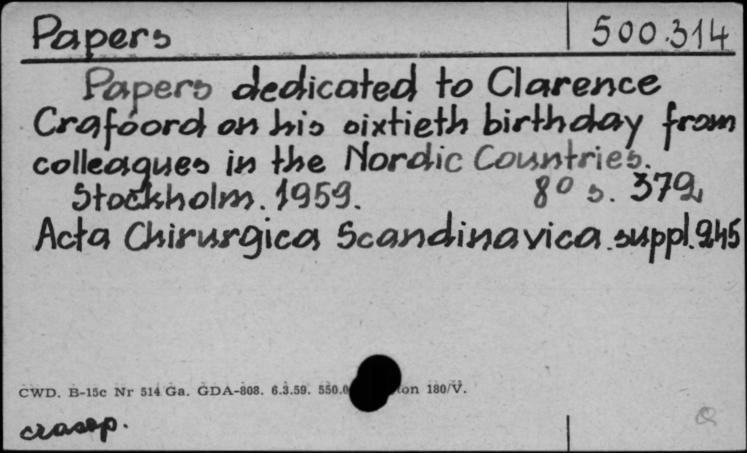 Papers 500.314
Papers dedicated to Clarence
Crafoord on his sixtieth birthday from
colleagues in the Nordic Countries.
Stockholm. 1959. 8° s. 379
Acta Chirurgica Scandinavica suppl. 245
CWD. B-15c Nr 514 Ga. GDA-808. 6.3.59. 550.0 on 180/V.